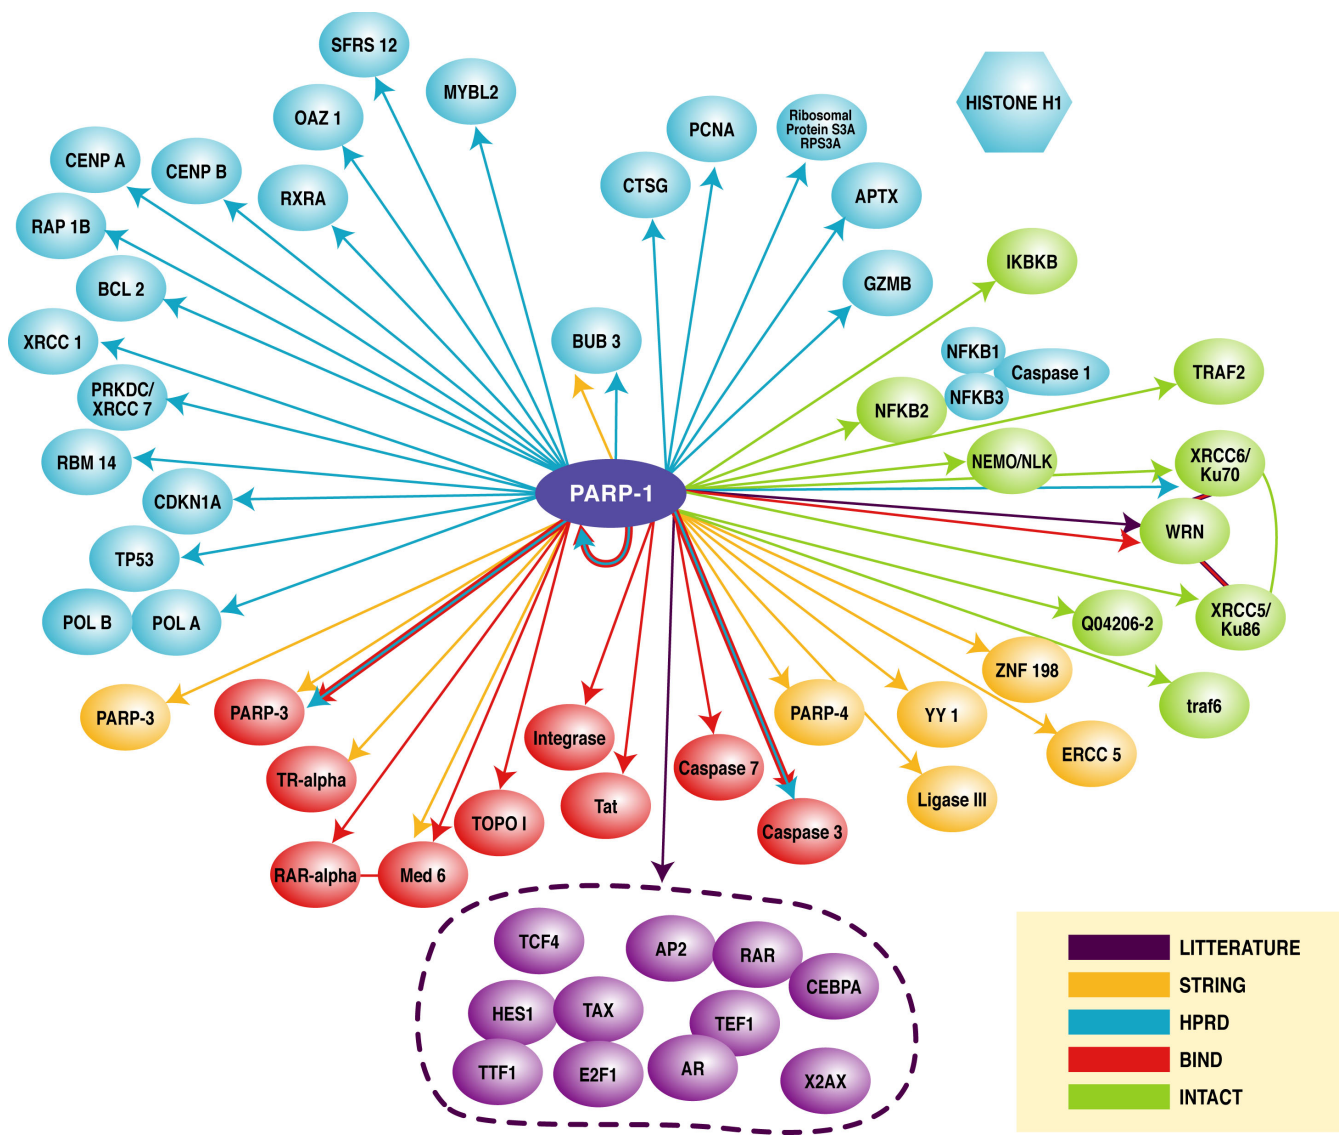 SFRS 12
MYBL2
OAZ 1
HISTONE H1
PCNA
Ribosomal
Protein S3A
RPS3A
CENP A
CENP B
RXRA
CTSG
APTX
RAP 1B
IKBKB
BCL 2
GZMB
XRCC 1
BUB 3
NFKB1
Caspase 1
TRAF2
PRKDC/
XRCC 7
NFKB3
NFKB2
RBM 14
NEMO/NLK
XRCC6/
Ku70
CDKN1A
PARP-1
WRN
TP53
POL B
POL A
Q04206-2
XRCC5/
Ku86
ZNF 198
PARP-3
PARP-3
PARP-4
YY 1
traf6
Integrase
ERCC 5
TR-alpha
Caspase 7
Tat
Ligase III
TOPO I
Caspase 3
RAR-alpha
Med 6
TCF4
AP2
RAR
CEBPA
HES1
TAX
TEF1
TTF1
E2F1
AR
X2AX
LITTERATURE
STRING
HPRD
BIND
INTACT